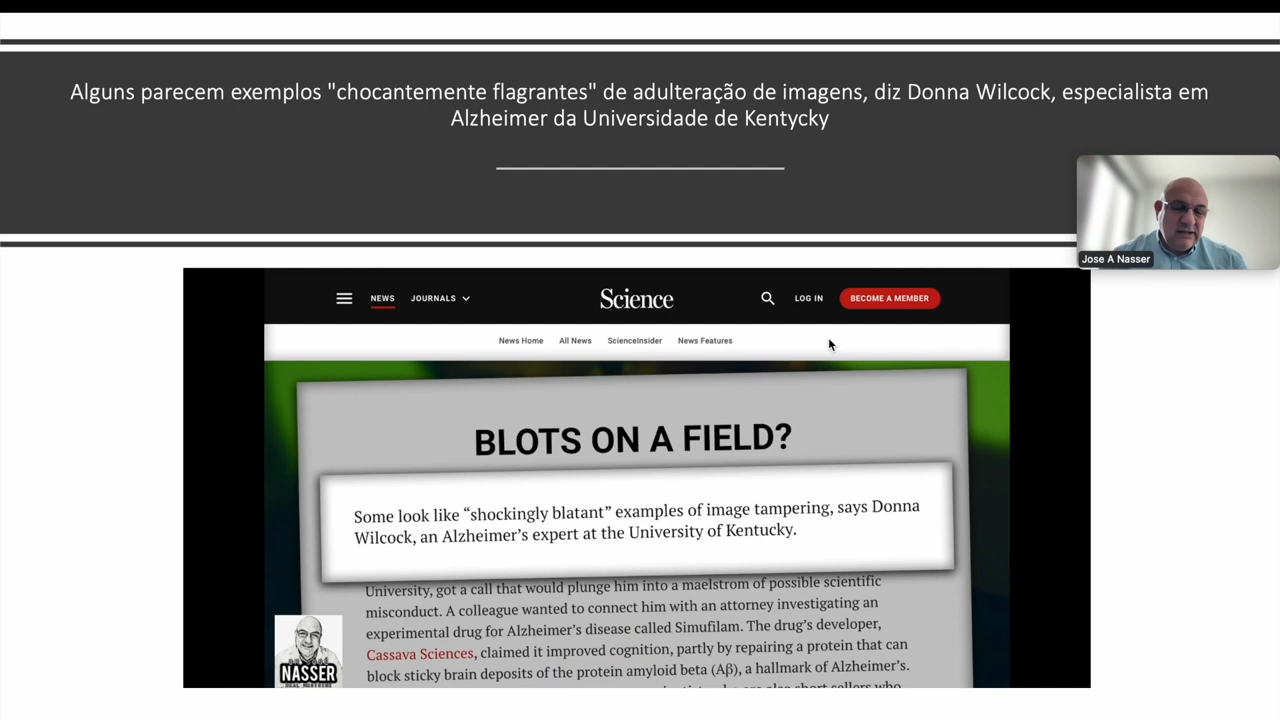 Alguns parecem exemplos "chocantemente flagrantes" de adulteração de imagens, diz Donna Wilcock, especialista em
Alzheimer da Universidade de Kentycky
Jose A Nasser
NEWS
JOURNALS
Science
LOG IN
BECOME A MEMBER
News Home
All News
ScienceInsider
News Features
BLOTS ON A FIELD?
Some look like “shockingly blatant” examples of image tampering, says Donna
Wilcock, an Alzheimer’s expert at the University of Kentucky.
University, got a call that would plunge him into a maelstrom of possible scientific
misconduct. A colleague wanted to connect him with an attorney investigating an
experimental drug for Alzheimer’s disease called Simufilam. The drug’s developer,
Cassava Sciences, claimed it improved cognition, partly by repairing a protein that can
block sticky brain deposits of the protein amyloid beta (Aβ), a hallmark of Alzheimer’s.
NASSER